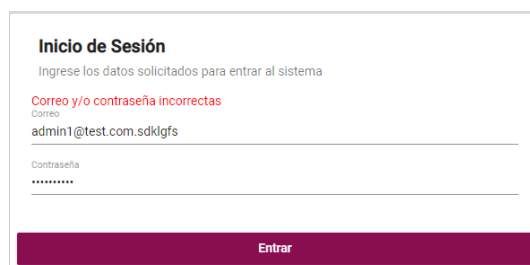 Inicio de Sesión
Ingrese los datos solicitados para entrar al sistema
Correo y/o contraseña incorrectas
Correo
admin1@test.com.sdklgfs
Contraseña
••••••••••
Entrar